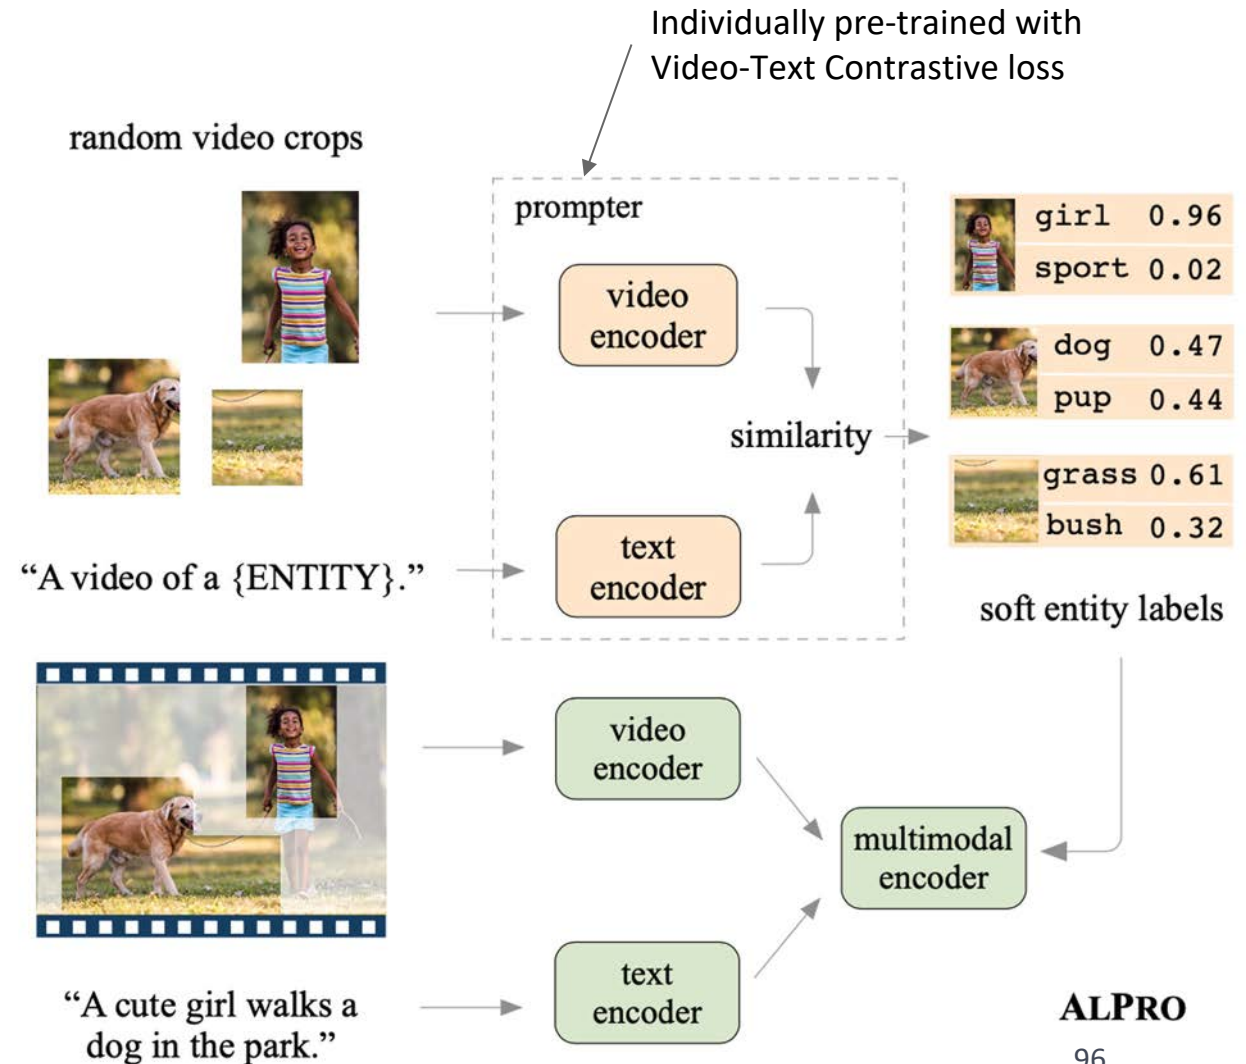 Individually pre-trained with
Video-Text Contrastive loss
random video crops
prompter
video
encoder
similarity
text
encoder
"A video of a {ENTITY}."
girl 0.96
sport 0.02
dog 0.47
pup 0.44
grass 0.61
bush 0.32
soft entity labels
video
encoder
multimodal
encoder
text
encoder
“A cute girl walks a
dog in the park.”
ALPRO
96